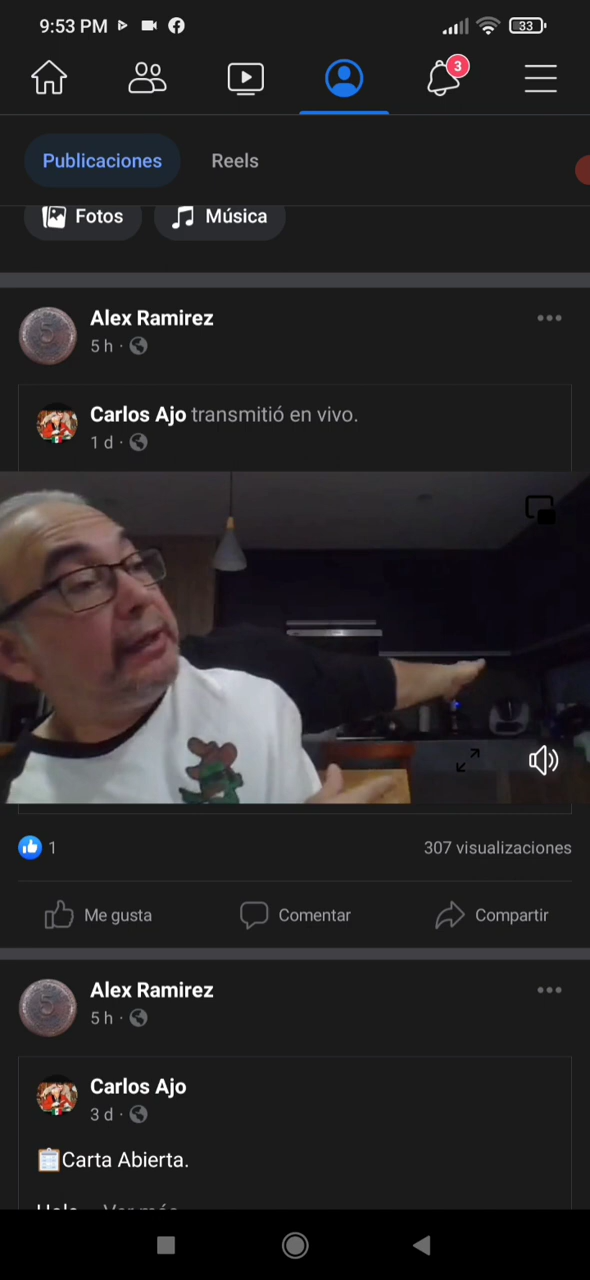 9:53 PM
33
3
Publicaciones
Reels
Fotos
Música
Alex Ramirez
5 h ·
Carlos Ajo transmitió en vivo.
1 d ·
1
307 visualizaciones
Me gusta
Comentar
Compartir
Alex Ramirez
5 h ·
Carlos Ajo
3 d ·
📋Carta Abierta.